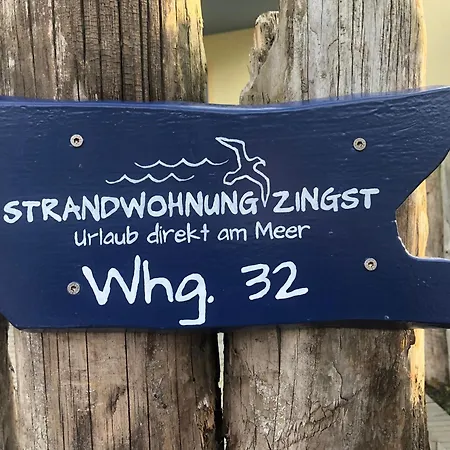 STRANDWOHNUNG ZINGST
Urlaub direkt am Meer
Whg. 32